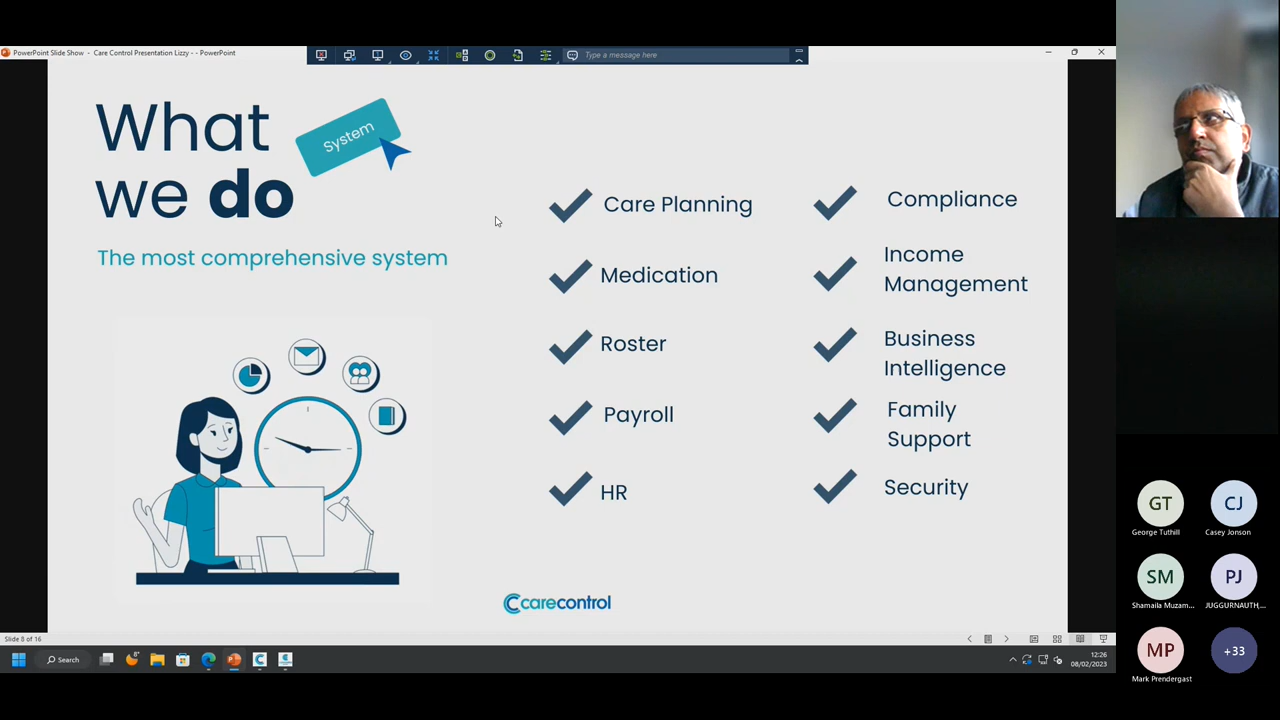 PowerPoint Slide Show - Care Control Presentation Lizzy - - PowerPoint
Type a message here
What
we do
System
The most comprehensive system
Care Planning
Medication
Roster
Payroll
HR
Compliance
Income
Management
Business
Intelligence
Family
Support
Security
carecontrol
Slide 8 of 16
8°
Search
12:26
08/02/2023
GT
George Tuthill
CJ
Casey Jonson
SM
Shamaila Muzam...
PJ
JUGGURNAUTH,...
MP
Mark Prendergast
+33